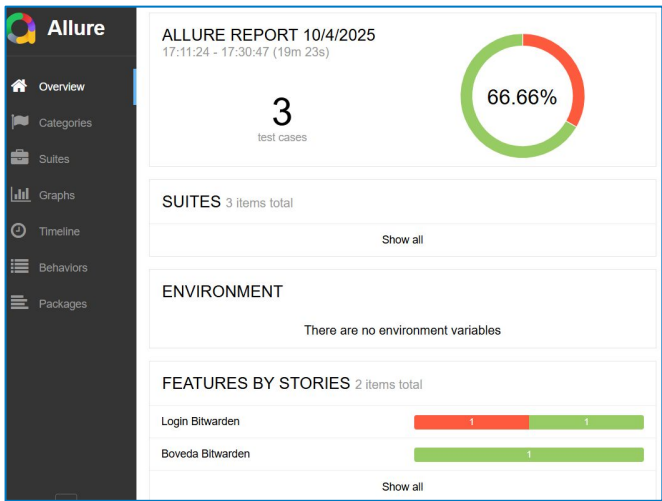 Allure
Overview
Categories
Suites
Graphs
Timeline
Behaviors
Packages
ALLURE REPORT 10/4/2025
17:11:24 - 17:30:47 (19m 23s)
3
test cases
66.66%
SUITES 3 items total
Show all
ENVIRONMENT
There are no environment variables
FEATURES BY STORIES 2 items total
Login Bitwarden 1 1
Boveda Bitwarden 1
Show all